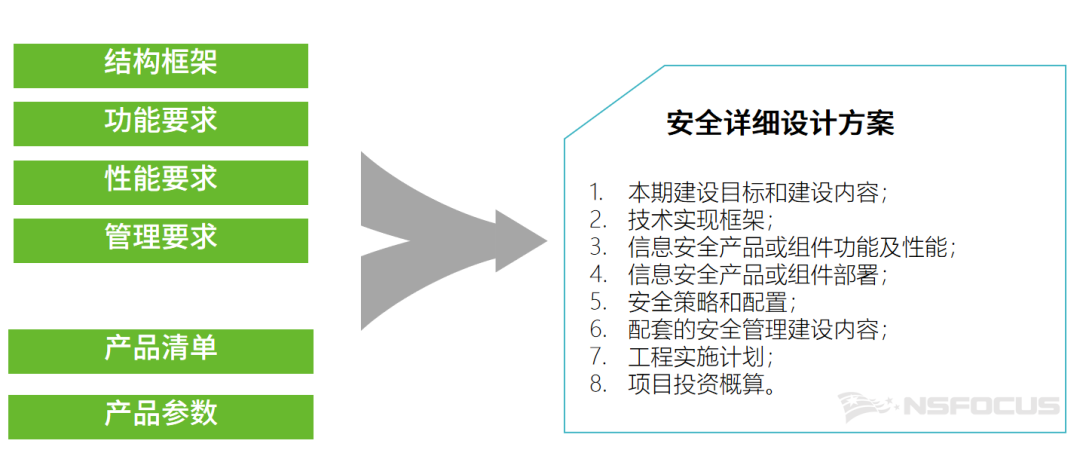 结构框架
功能要求
性能要求
管理要求
产品清单
产品参数
安全详细设计方案
1. 本期建设目标和建设内容；
2. 技术实现框架；
3. 信息安全产品或组件功能及性能；
4. 信息安全产品或组件部署；
5. 安全策略和配置；
6. 配套的安全管理建设内容；
7. 工程实施计划；
8. 项目投资概算。
NSFOCUS